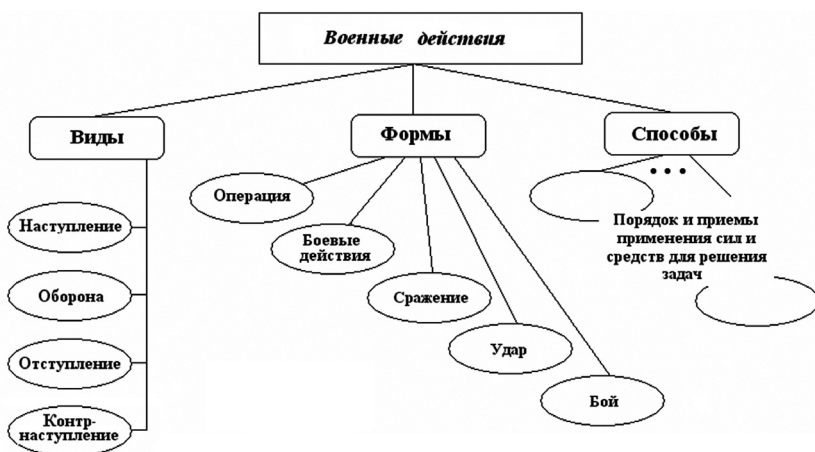 Военные действия
Виды
Формы
Способы
Операция
Наступление
Боевые
действия
Порядок и приемы
применения сил и
средств для решения
задач
Оборона
Сражение
Отступление
Удар
Бой
Контр-
наступление